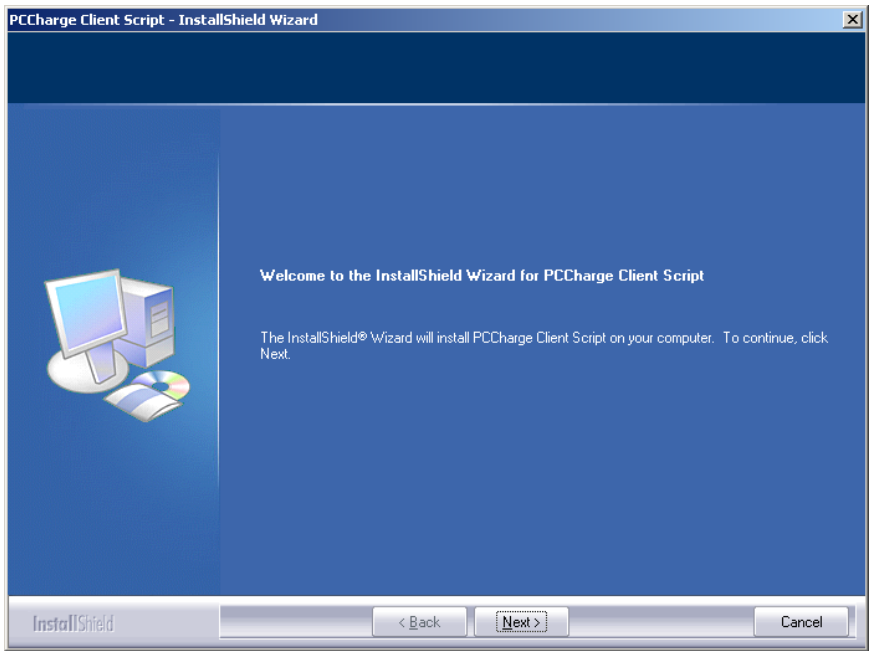 PCCharge Client Script - InstallShield Wizard
Welcome to the InstallShield Wizard for PCCharge Client Script
The InstallShield® Wizard will install PCCharge Client Script on your computer.  To continue, click
Next.
InstallShield
< Back
Next >
Cancel